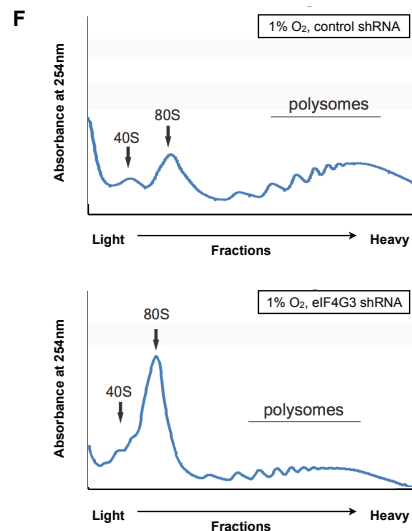 F
1% O₂, control shRNA
Absorbance at 254nm
40S
80S
polysomes
Light
Fractions
Heavy
1% O₂, eIF4G3 shRNA
Absorbance at 254nm
80S
40S
polysomes
Light
Fractions
Heavy